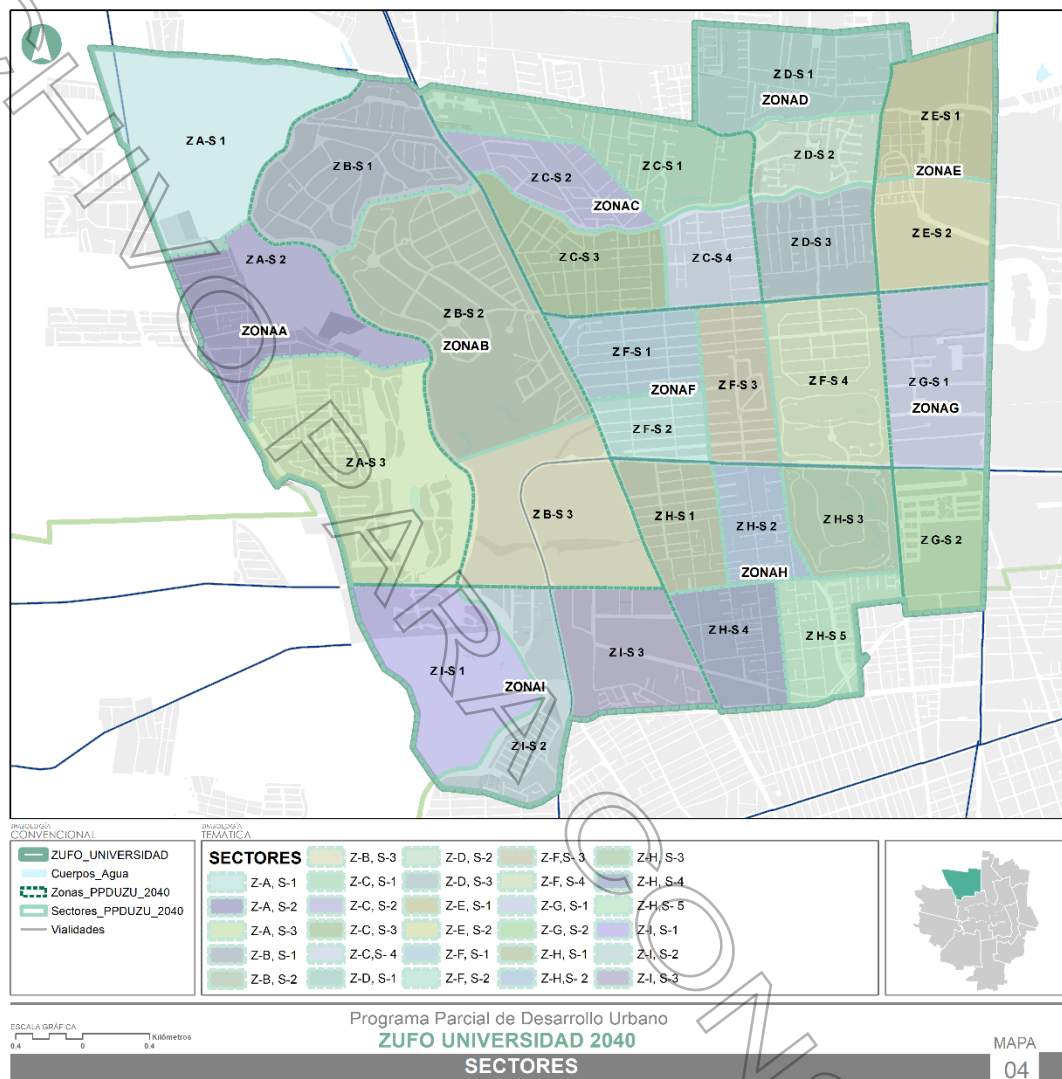 Z D-S 1
ZONAD
Z E-S 1
Z A-S 1
Z D-S 2
Z B-S 1
Z C-S 1
ZONAE
Z C-S 2
ZONAC
Z E-S 2
Z D-S 3
Z A-S 2
Z C-S 3
Z C-S 4
Z B-S 2
ZONAA
ZONAB
Z F-S 1
Z F-S 3
Z F-S 4
Z G-S 1
ZONAF
ZONAG
Z F-S 2
Z A-S 3
Z B-S 3
Z H-S 1
Z H-S 2
Z H-S 3
Z G-S 2
ZONAH
Z H-S 4
Z H-S 5
Z I-S 3
Z I-S 1
ZONAI
Z I-S 2
PARA CONS
SIMBOLOGÍA
CONVENCIONAL
ZUFO_UNIVERSIDAD
Cuerpos_Agua
Zonas_PPDUZU_2040
Sectores_PPDUZU_2040
Vialidades
SIMBOLOGÍA
TEMÁTICA
SECTORES
Z-A, S-1
Z-A, S-2
Z-A, S-3
Z-B, S-1
Z-B, S-2
Z-B, S-3
Z-C, S-1
Z-C, S-2
Z-C, S-3
Z-C,S- 4
Z-D, S-1
Z-D, S-2
Z-D, S-3
Z-E, S-1
Z-E, S-2
Z-F, S-1
Z-F, S-2
Z-F,S- 3
Z-F, S-4
Z-G, S-1
Z-G, S-2
Z-H, S-1
Z-H,S- 2
Z-H, S-3
Z-H, S-4
Z-H,S- 5
Z-I, S-1
Z-I, S-2
Z-I, S-3
ESCALA GRÁFICA
Kilómetros
0.4 0 0.4
Programa Parcial de Desarrollo Urbano
ZUFO UNIVERSIDAD 2040
SECTORES
MAPA
04